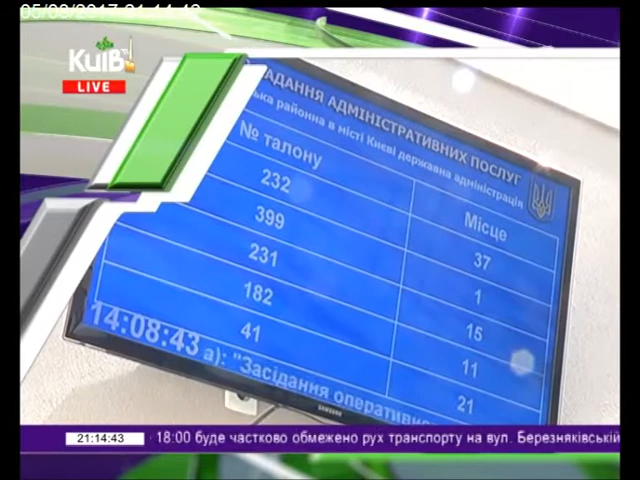 Київ
LIVE
АДАННЯ АДМІНІСТРАТИВНИХ ПОСЛУГ
ька районна в місті Києві державна адміністрація
№ талону Місце
232 37
399 1
231 15
182 11
41 21
14:08:43 а): "Засідання оперативн
SAMSUNG
21:14:43 · 18:00 буде частково обмежено рух транспорту на вул. Березняківській